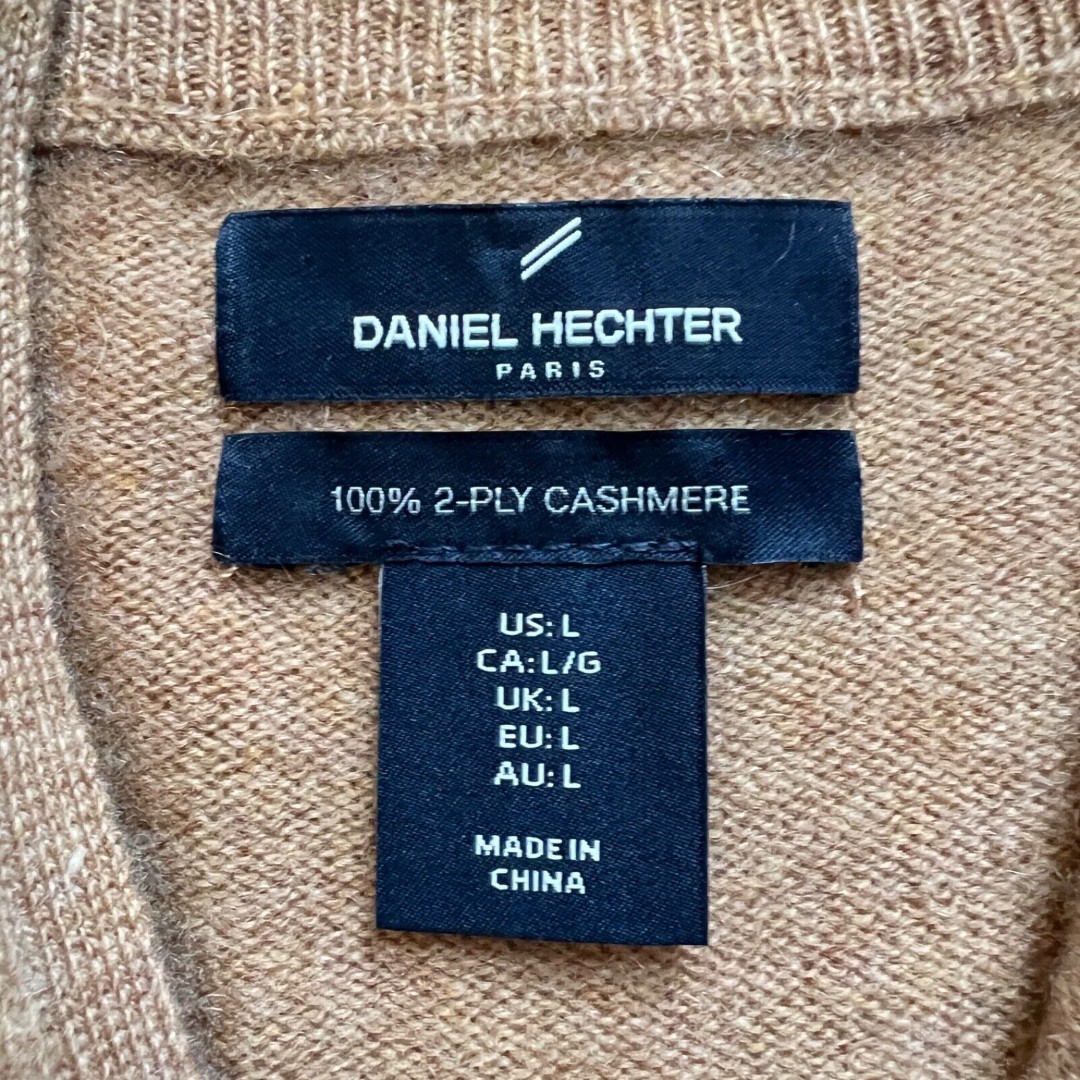 DANIEL HECHTER
PARIS
100% 2-PLY CASHMERE
US: L
CA: L/G
UK: L
EU: L
AU: L
MADE IN
CHINA